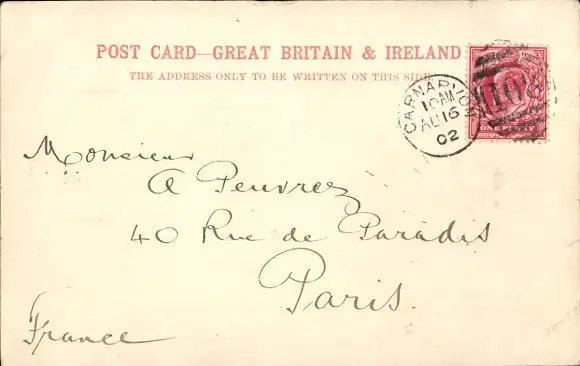 POST CARD—GREAT BRITAIN & IRELAND
THE ADDRESS ONLY TO BE WRITTEN ON THIS SIDE.
CARNARVON
10 AM
AU 16
02
ONE PENNY
Monsieur
A Peuvrez
40 Rue de Paradis
Paris.
France